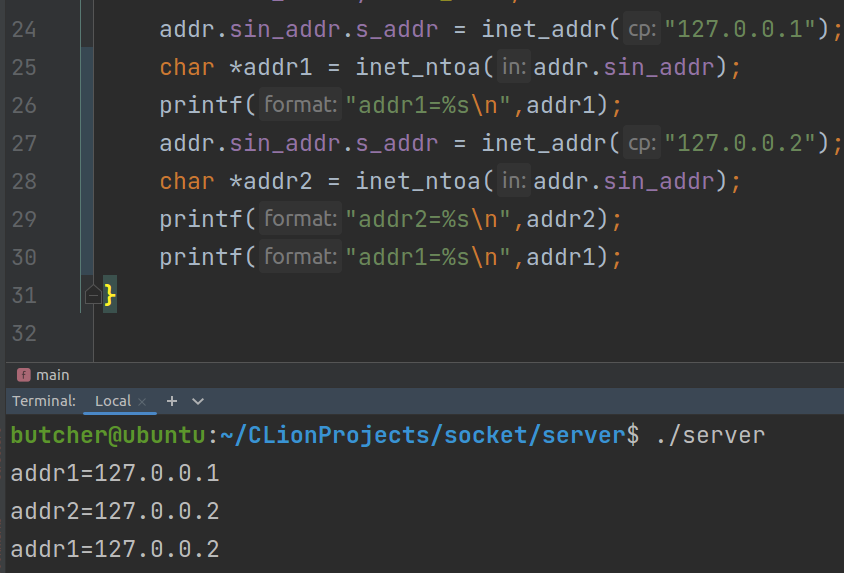 24 addr.sin_addr.s_addr = inet_addr( cp: "127.0.0.1");
25 char *addr1 = inet_ntoa( in: addr.sin_addr);
26 printf( format: "addr1=%s\n",addr1);
27 addr.sin_addr.s_addr = inet_addr( cp: "127.0.0.2");
28 char *addr2 = inet_ntoa( in: addr.sin_addr);
29 printf( format: "addr2=%s\n",addr2);
30 printf( format: "addr1=%s\n",addr1);
31 }
32
f main
Terminal: Local × +
butcher@ubuntu:~/CLionProjects/socket/server$ ./server
addr1=127.0.0.1
addr2=127.0.0.2
addr1=127.0.0.2